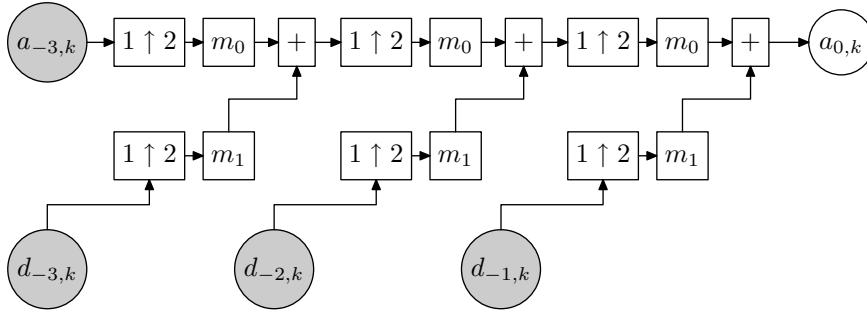 a_{-3,k} 1 ↑ 2 m_0 + 1 ↑ 2 m_0 + 1 ↑ 2 m_0 + a_{0,k}
1 ↑ 2 m_1 1 ↑ 2 m_1 1 ↑ 2 m_1
d_{-3,k} d_{-2,k} d_{-1,k}